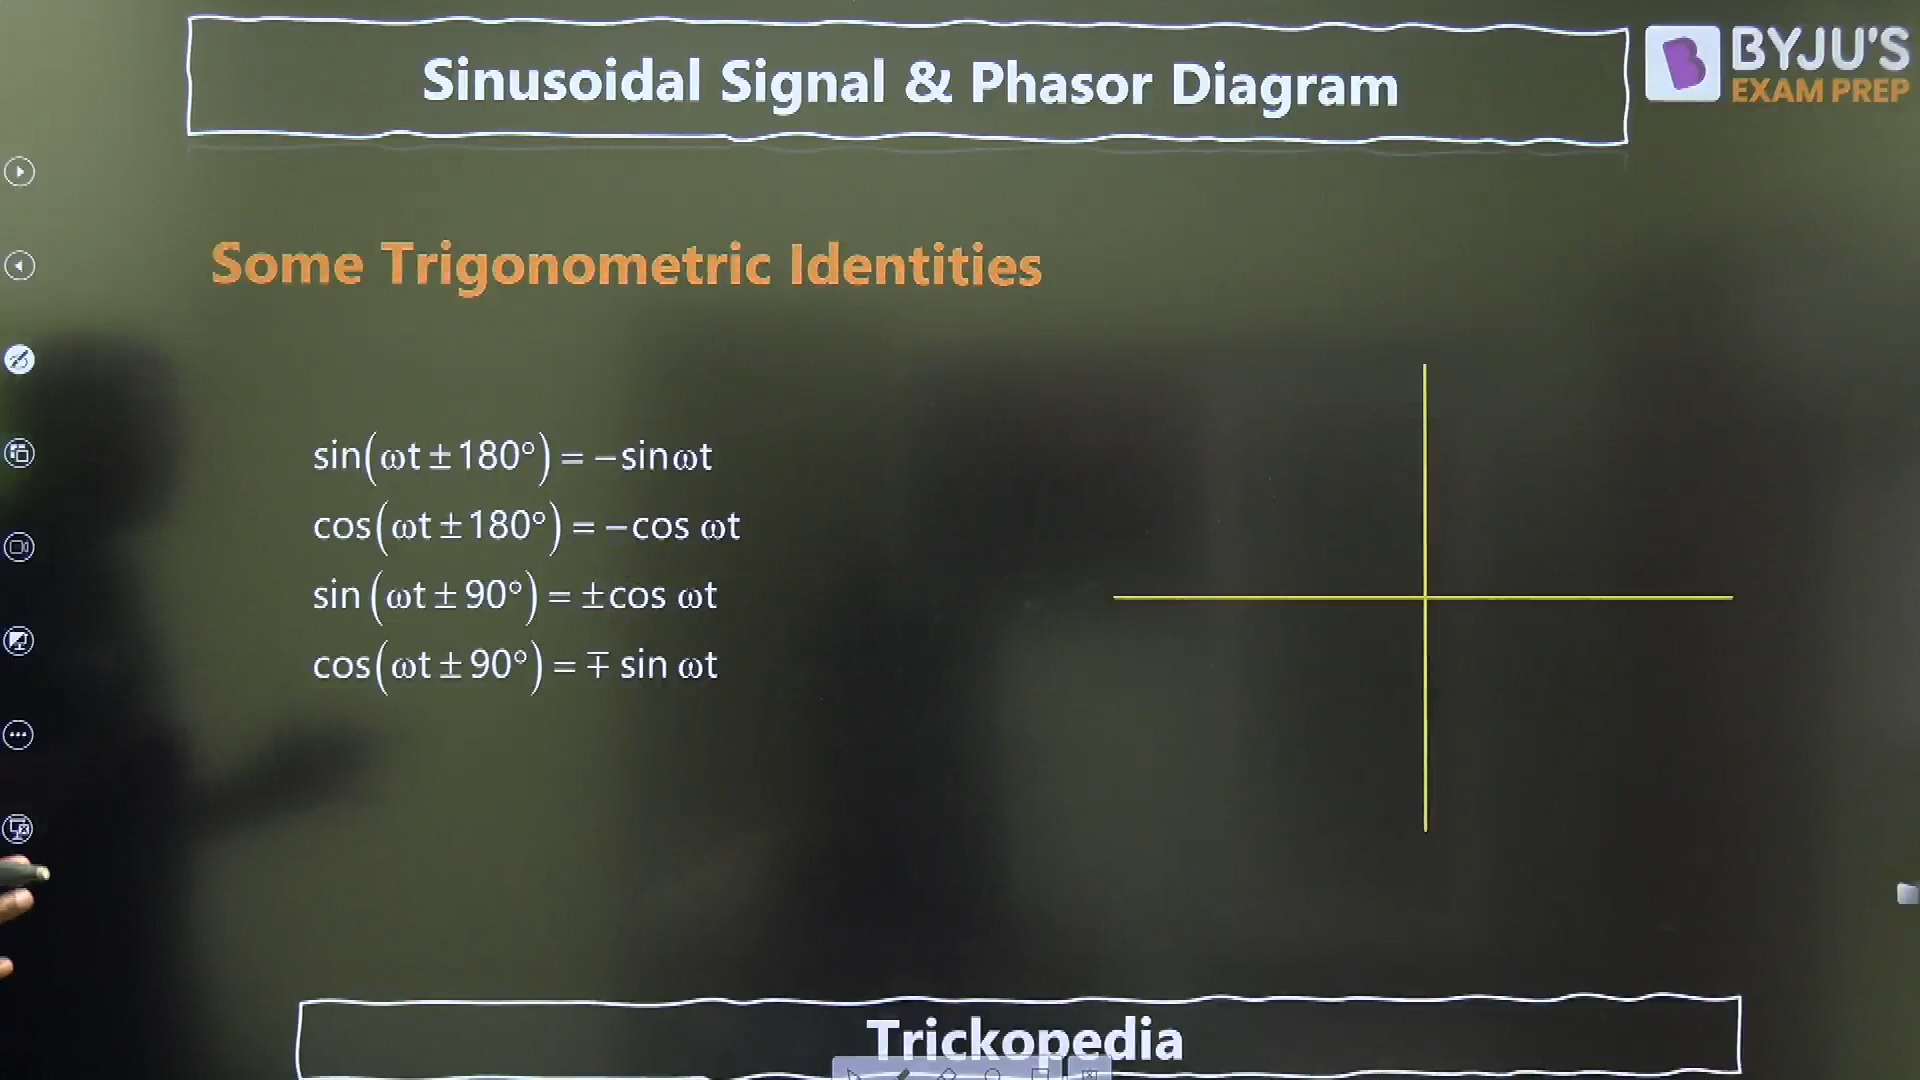 Sinusoidal Signal & Phasor Diagram
BYJU'S
EXAM PREP
Some Trigonometric Identities
sin(ωt ± 180°) = −sinωt
cos(ωt ± 180°) = −cos ωt
sin (ωt ± 90°) = ±cos ωt
cos(ωt ± 90°) = ∓ sin ωt
Trickopedia